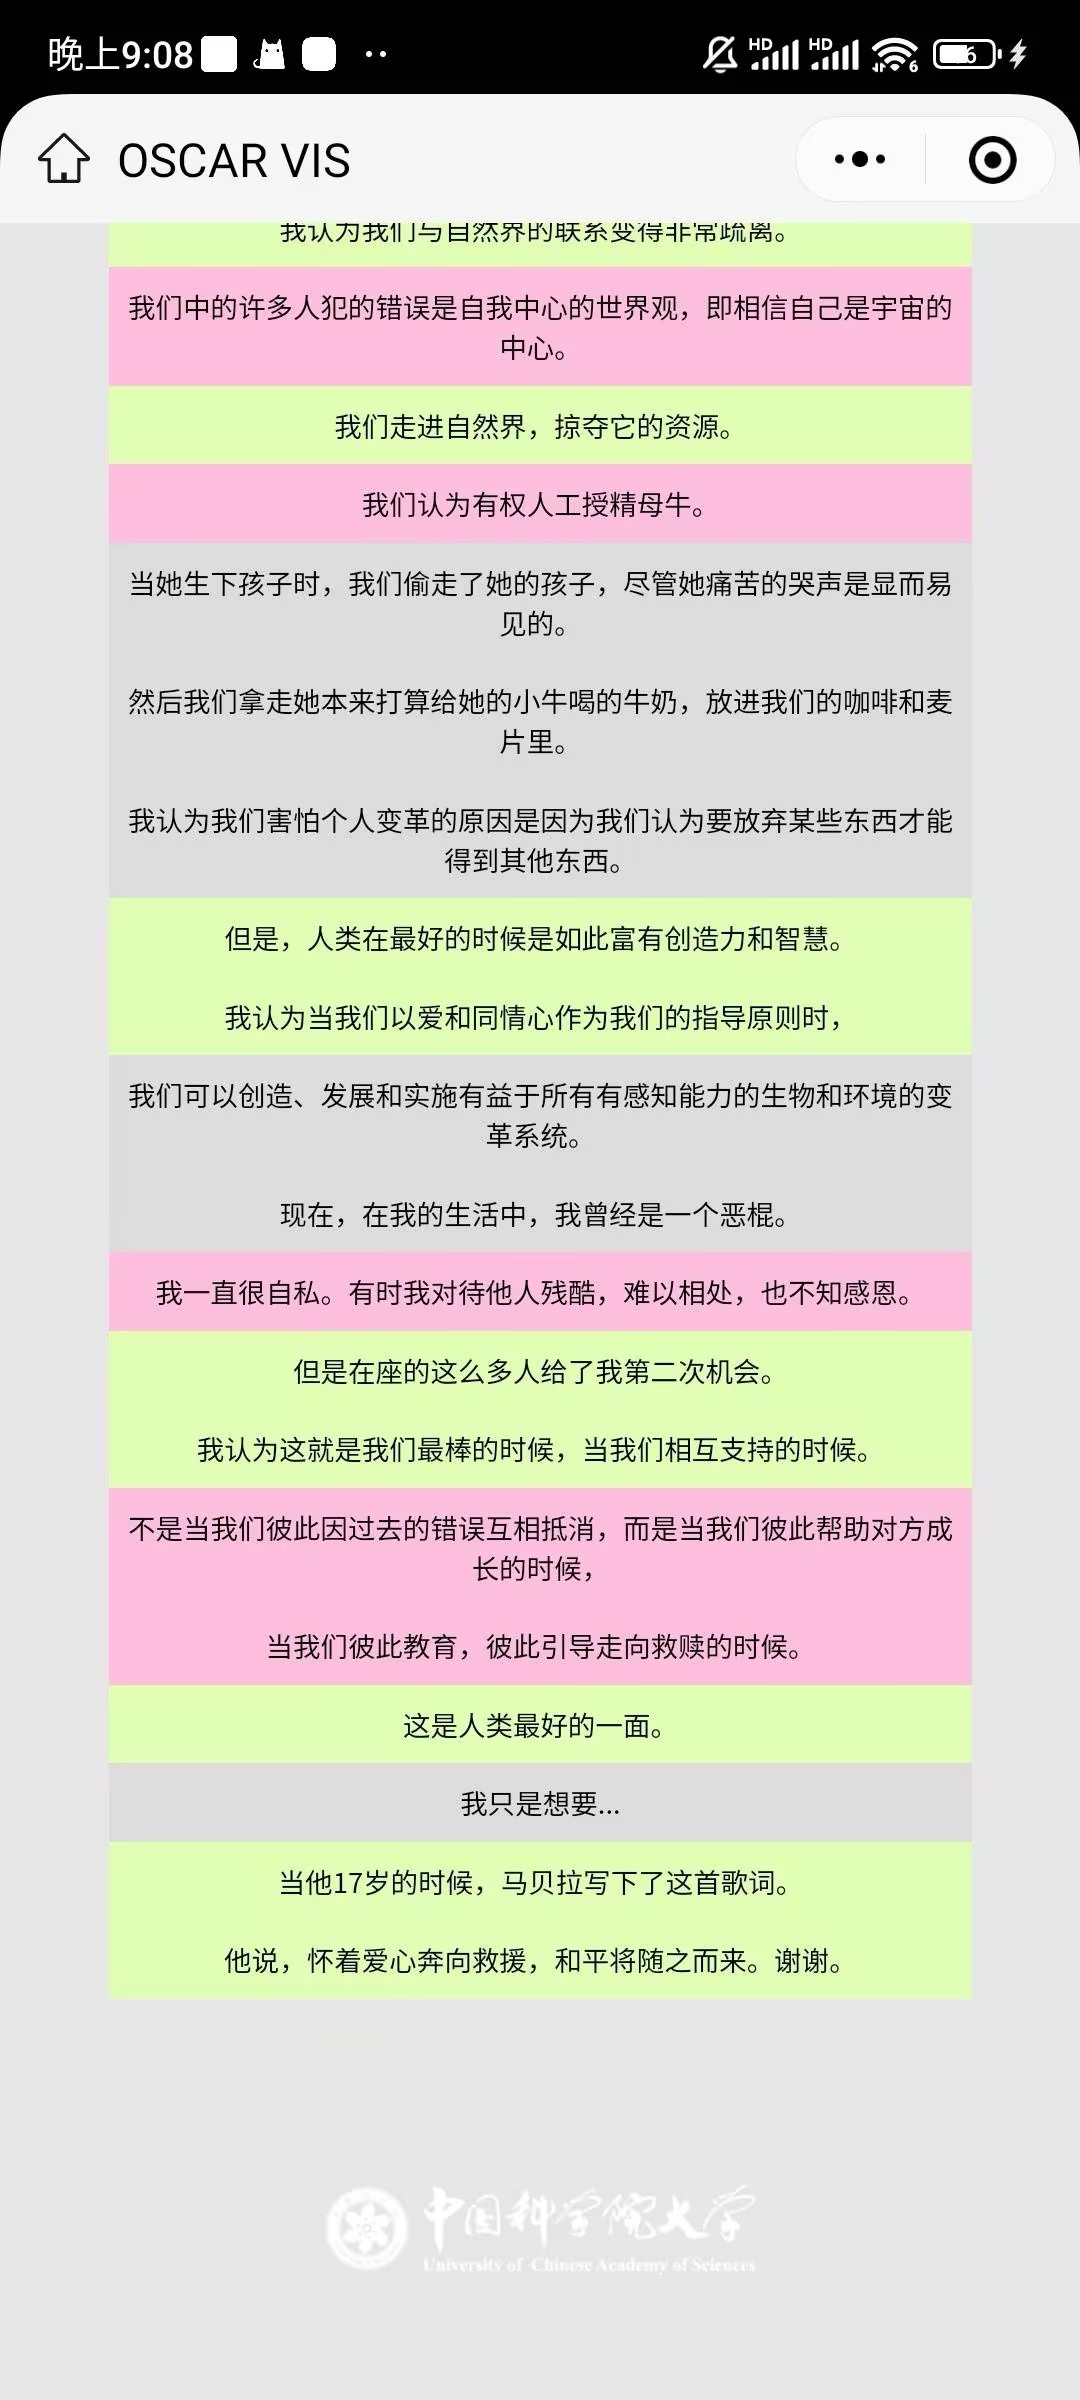 晚上9:08
HD
HD
6
6
OSCAR VIS
我认为我们与自然界的联系变得非常疏离。
我们中的许多人犯的错误是自我中心的世界观，即相信自己是宇宙的
中心。
我们走进自然界，掠夺它的资源。
我们认为有权人工授精母牛。
当她生下孩子时，我们偷走了她的孩子，尽管她痛苦的哭声是显而易
见的。
然后我们拿走她本来打算给她的小牛喝的牛奶，放进我们的咖啡和麦
片里。
我认为我们害怕个人变革的原因是因为我们认为要放弃某些东西才能
得到其他东西。
但是，人类在最好的时候是如此富有创造力和智慧。
我认为当我们以爱和同情心作为我们的指导原则时，
我们可以创造、发展和实施有益于所有有感知能力的生物和环境的变
革系统。
现在，在我的生活中，我曾经是一个恶棍。
我一直很自私。有时我对待他人残酷，难以相处，也不知感恩。
但是在座的这么多人给了我第二次机会。
我认为这就是我们最棒的时候，当我们相互支持的时候。
不是当我们彼此因过去的错误互相抵消，而是当我们彼此帮助对方成
长的时候，
当我们彼此教育，彼此引导走向救赎的时候。
这是人类最好的一面。
我只是想要...
当他17岁的时候，马贝拉写下了这首歌词。
他说，怀着爱心奔向救援，和平将随之而来。谢谢。
中国科学院大学
University of Chinese Academy of Sciences